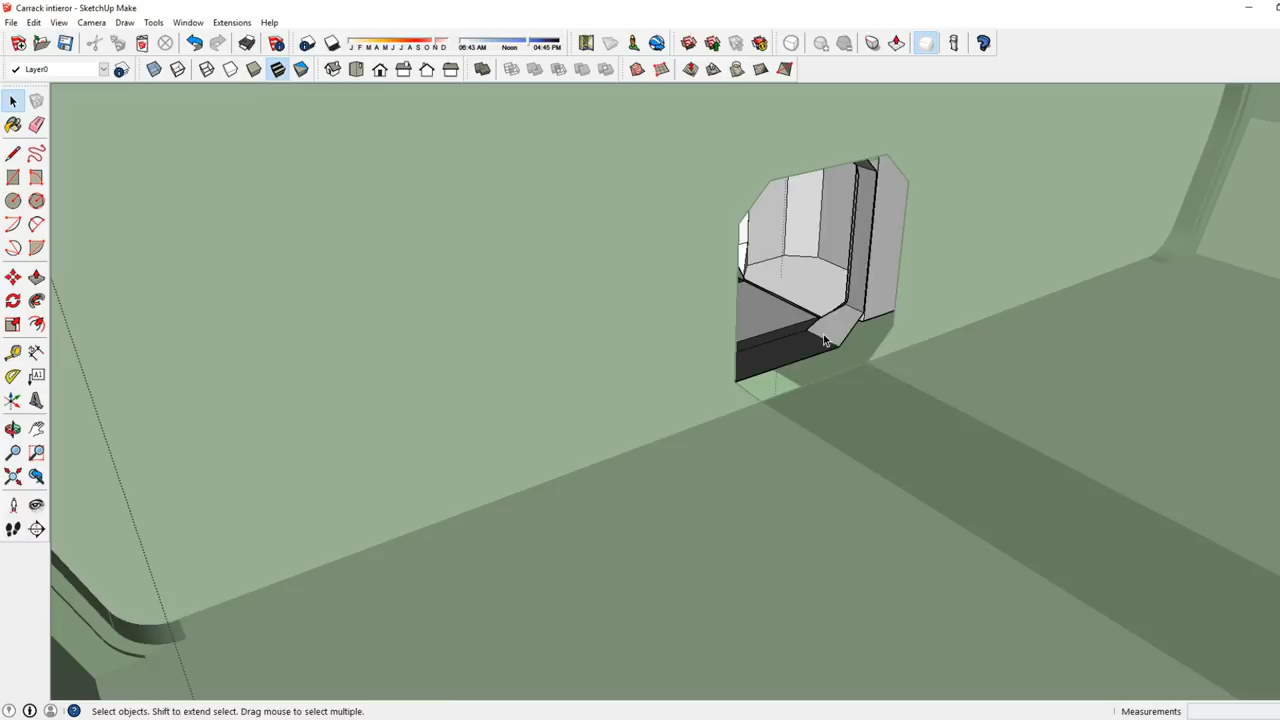 Carrack intieror - SketchUp Make
File Edit View Camera Draw Tools Window Extensions Help
J F M A M J J A S O N D 06:43 AM Noon 04:45 PM
Layer0
A1
Select objects. Shift to extend select. Drag mouse to select multiple. Measurements